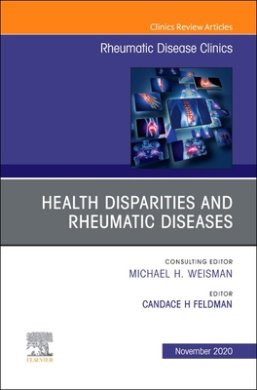 Clinics Review Articles
Rheumatic Disease Clinics
HEALTH DISPARITIES AND
RHEUMATIC DISEASES
CONSULTING EDITOR
MICHAEL H. WEISMAN
EDITOR
CANDACE H FELDMAN
ELSEVIER
November 2020